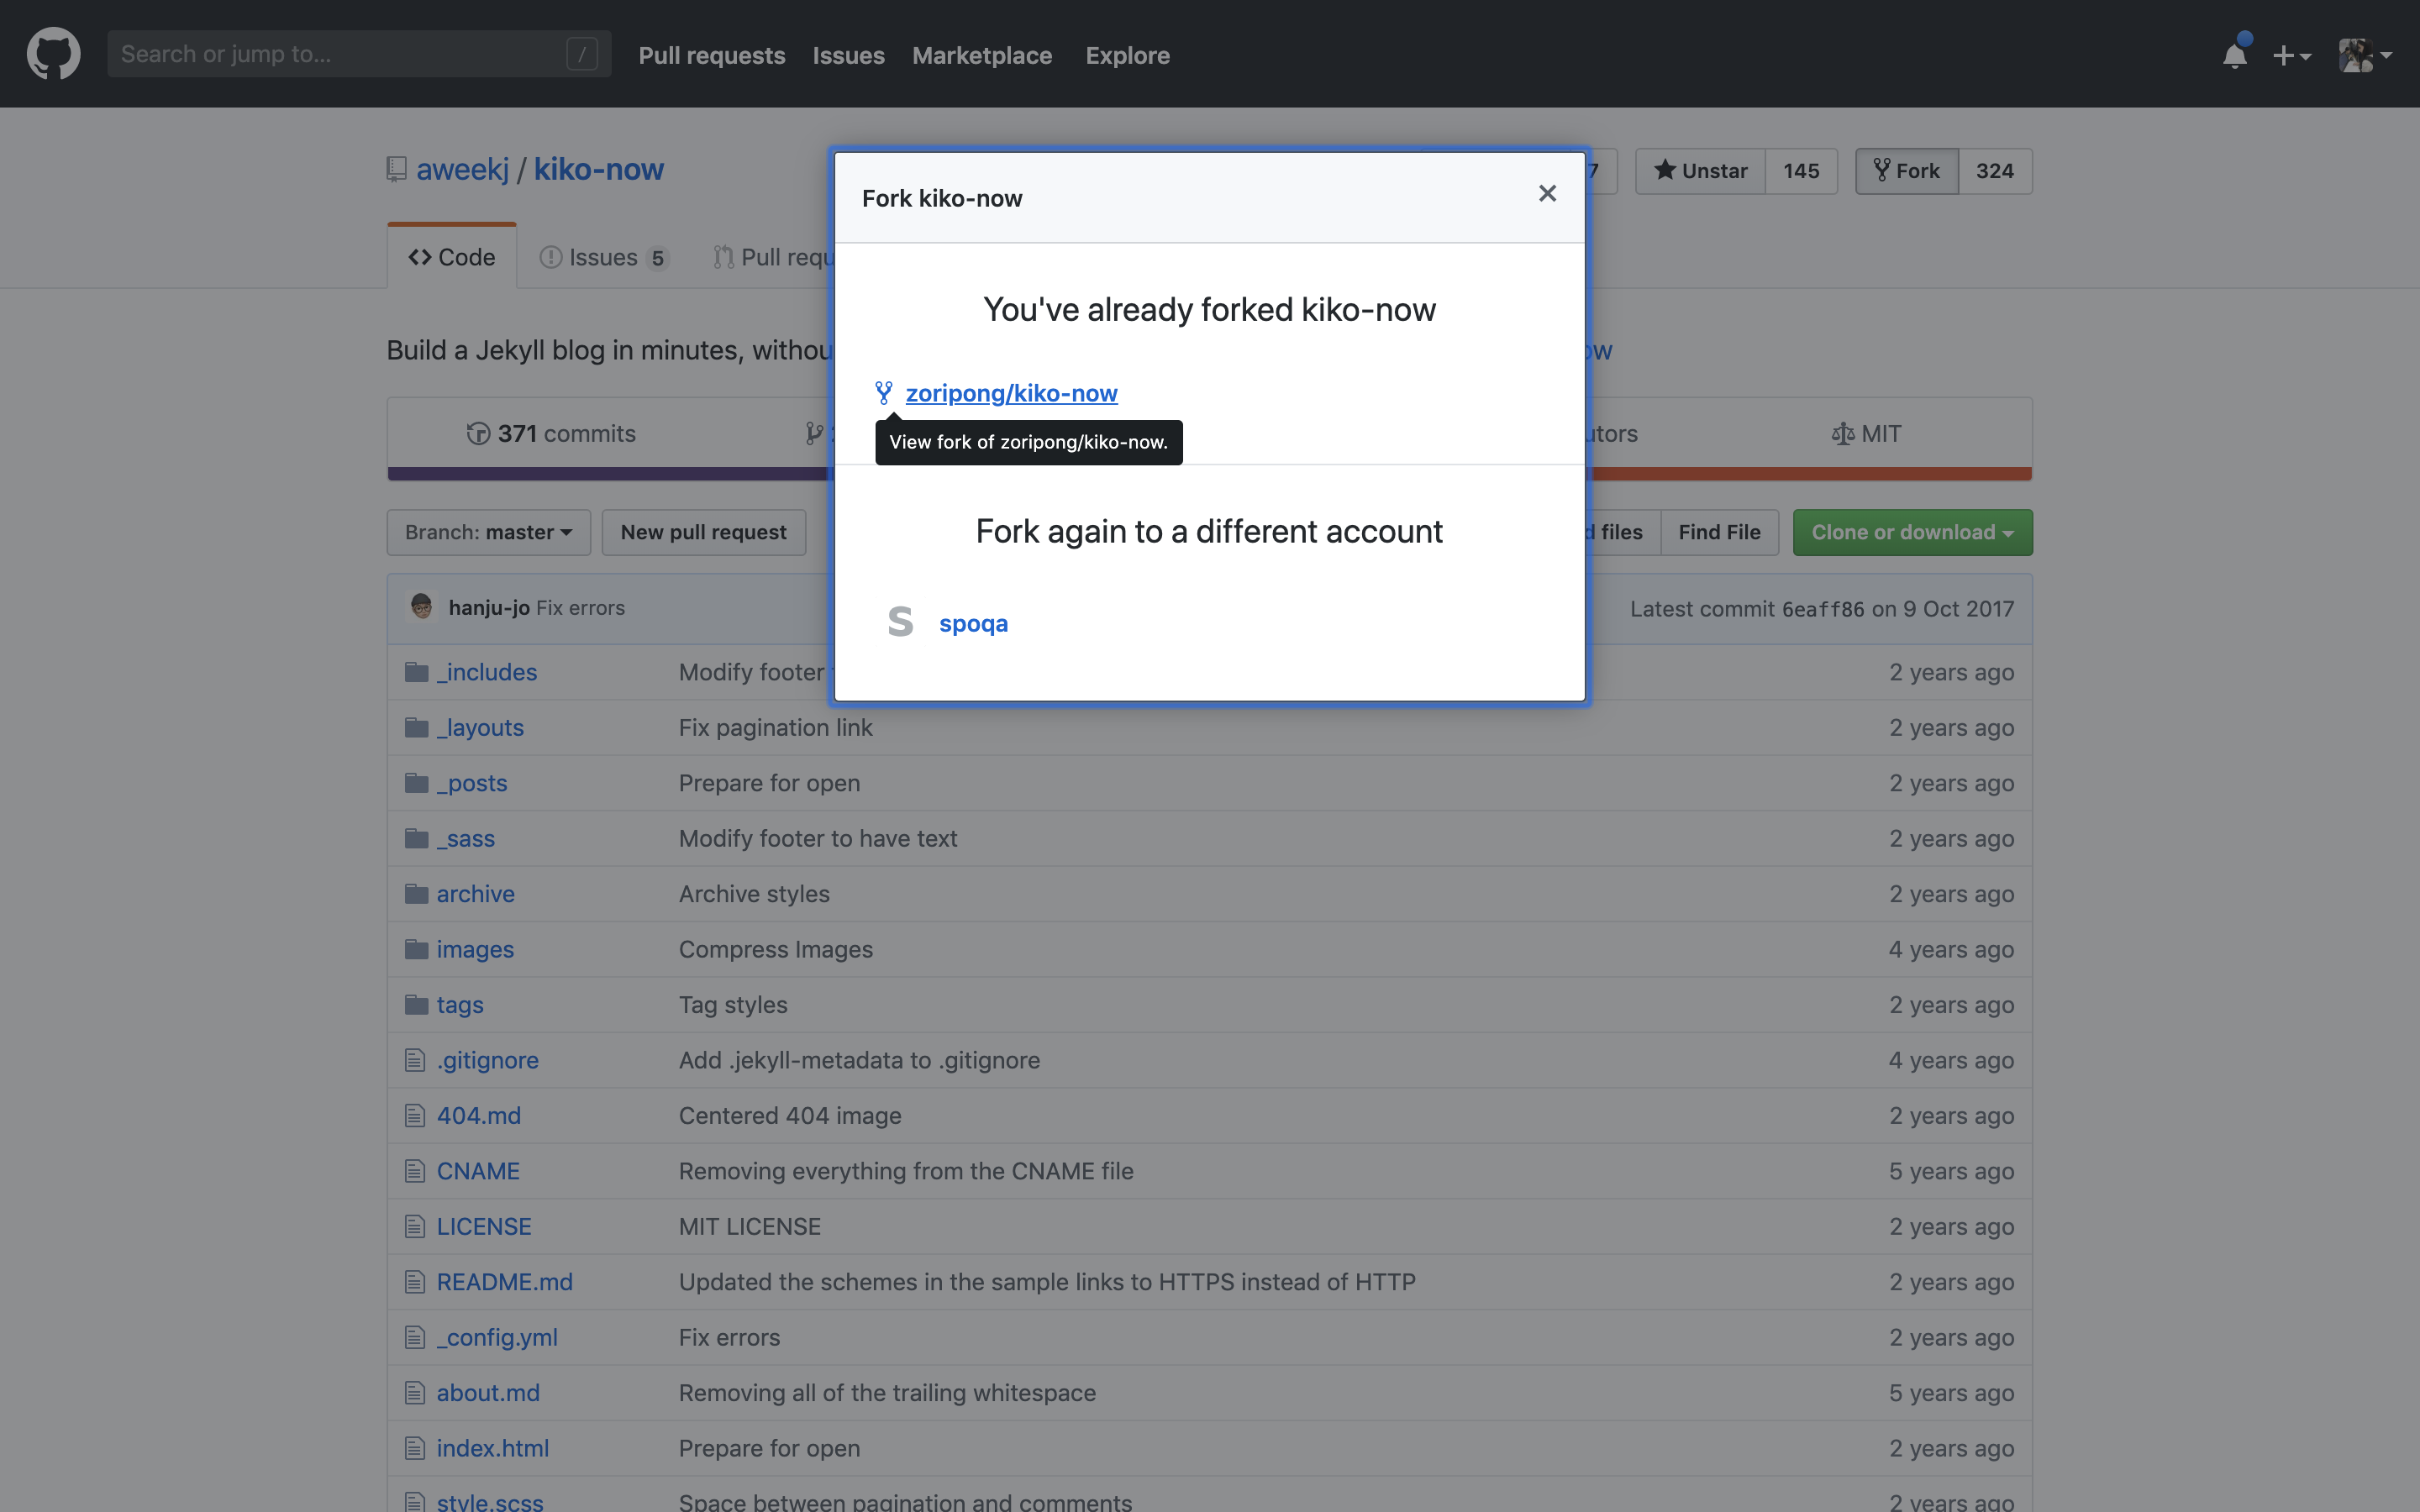 Search or jump to... /
Pull requests Issues Marketplace Explore
aweekj / kiko-now
7
Unstar 145
Fork 324
Code Issues 5 Pull requ
Fork kiko-now
You've already forked kiko-now
zoripong/kiko-now
View fork of zoripong/kiko-now.
Fork again to a different account
S spoqa
Build a Jekyll blog in minutes, withou
ow
371 commits
utors
MIT
Branch: master New pull request
d files Find File Clone or download
hanju-jo Fix errors Latest commit 6eaff86 on 9 Oct 2017
_includes Modify footer 2 years ago
_layouts Fix pagination link 2 years ago
_posts Prepare for open 2 years ago
_sass Modify footer to have text 2 years ago
archive Archive styles 2 years ago
images Compress Images 4 years ago
tags Tag styles 2 years ago
.gitignore Add .jekyll-metadata to .gitignore 4 years ago
404.md Centered 404 image 2 years ago
CNAME Removing everything from the CNAME file 5 years ago
LICENSE MIT LICENSE 2 years ago
README.md Updated the schemes in the sample links to HTTPS instead of HTTP 2 years ago
_config.yml Fix errors 2 years ago
about.md Removing all of the trailing whitespace 5 years ago
index.html Prepare for open 2 years ago
style.scss Space between pagination and comments 2 years ago